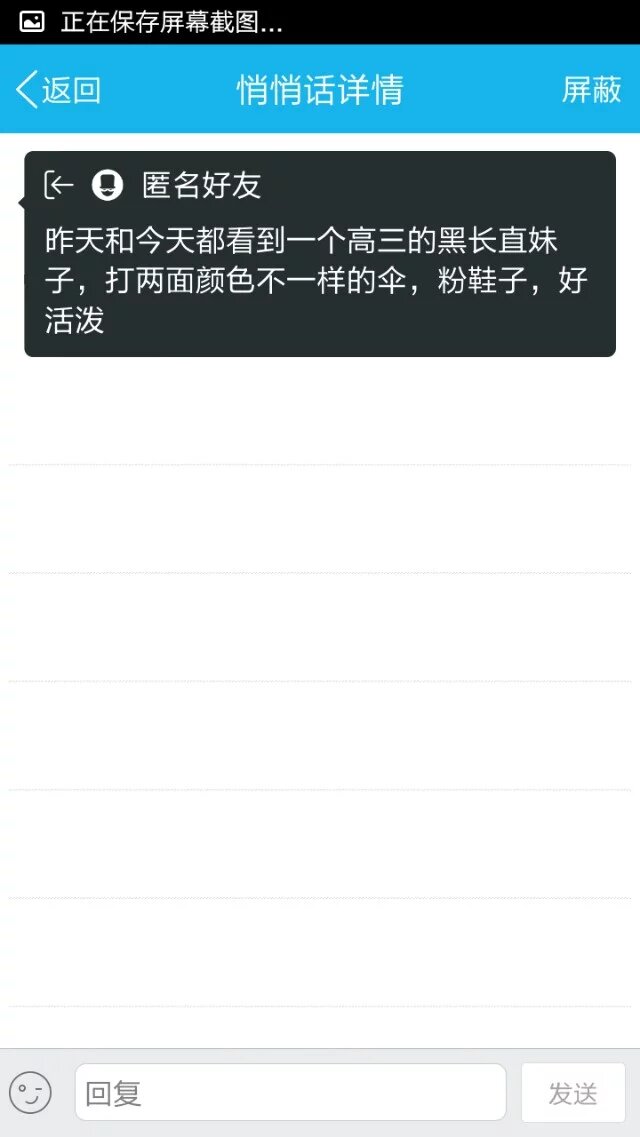 正在保存屏幕截图...
返回
悄悄话详情
屏蔽
匿名好友
昨天和今天都看到一个高三的黑长直妹
子，打两面颜色不一样的伞，粉鞋子，好
活泼
回复
发送